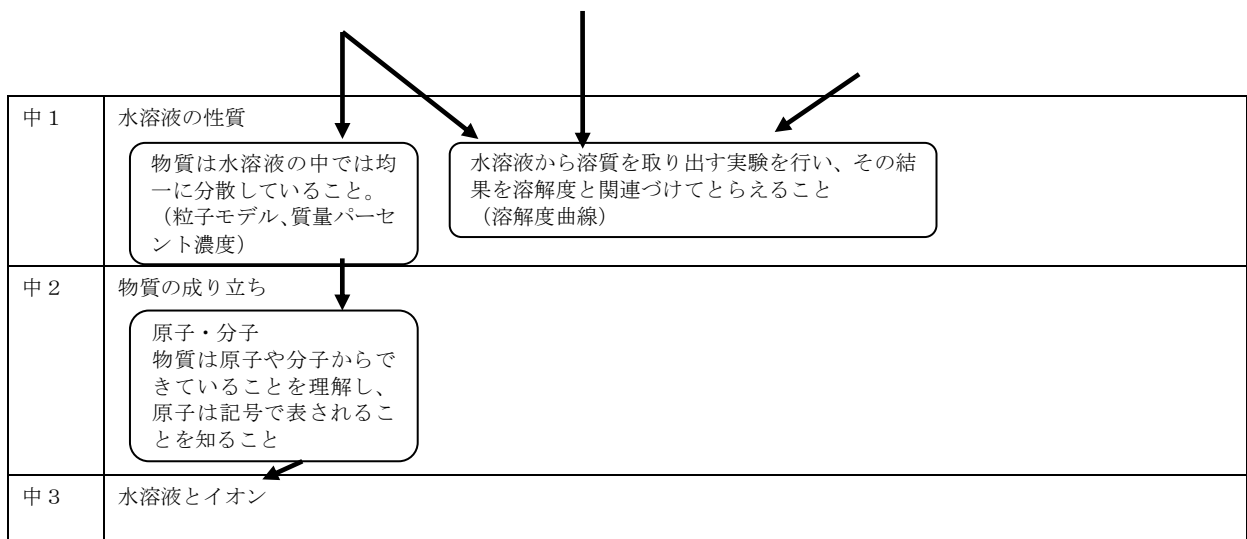 中1
水溶液の性質
物質は水溶液の中では均
一に分散していること。
(粒子モデル、質量パーセ
ント濃度)
水溶液から溶質を取り出す実験を行い、その結
果を溶解度と関連づけてとらえること
(溶解度曲線)
中2
物質の成り立ち
原子・分子
物質は原子や分子からで
きていることを理解し、
原子は記号で表されるこ
とを知ること
中3
水溶液とイオン